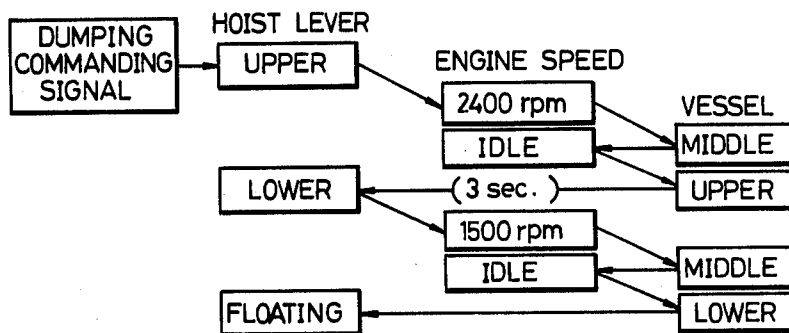 HOIST LEVER
DUMPING
COMMANDING
SIGNAL
UPPER
ENGINE SPEED
2400 rpm
VESSEL
IDLE
MIDDLE
LOWER
(3 sec.)
UPPER
1500 rpm
IDLE
MIDDLE
FLOATING
LOWER